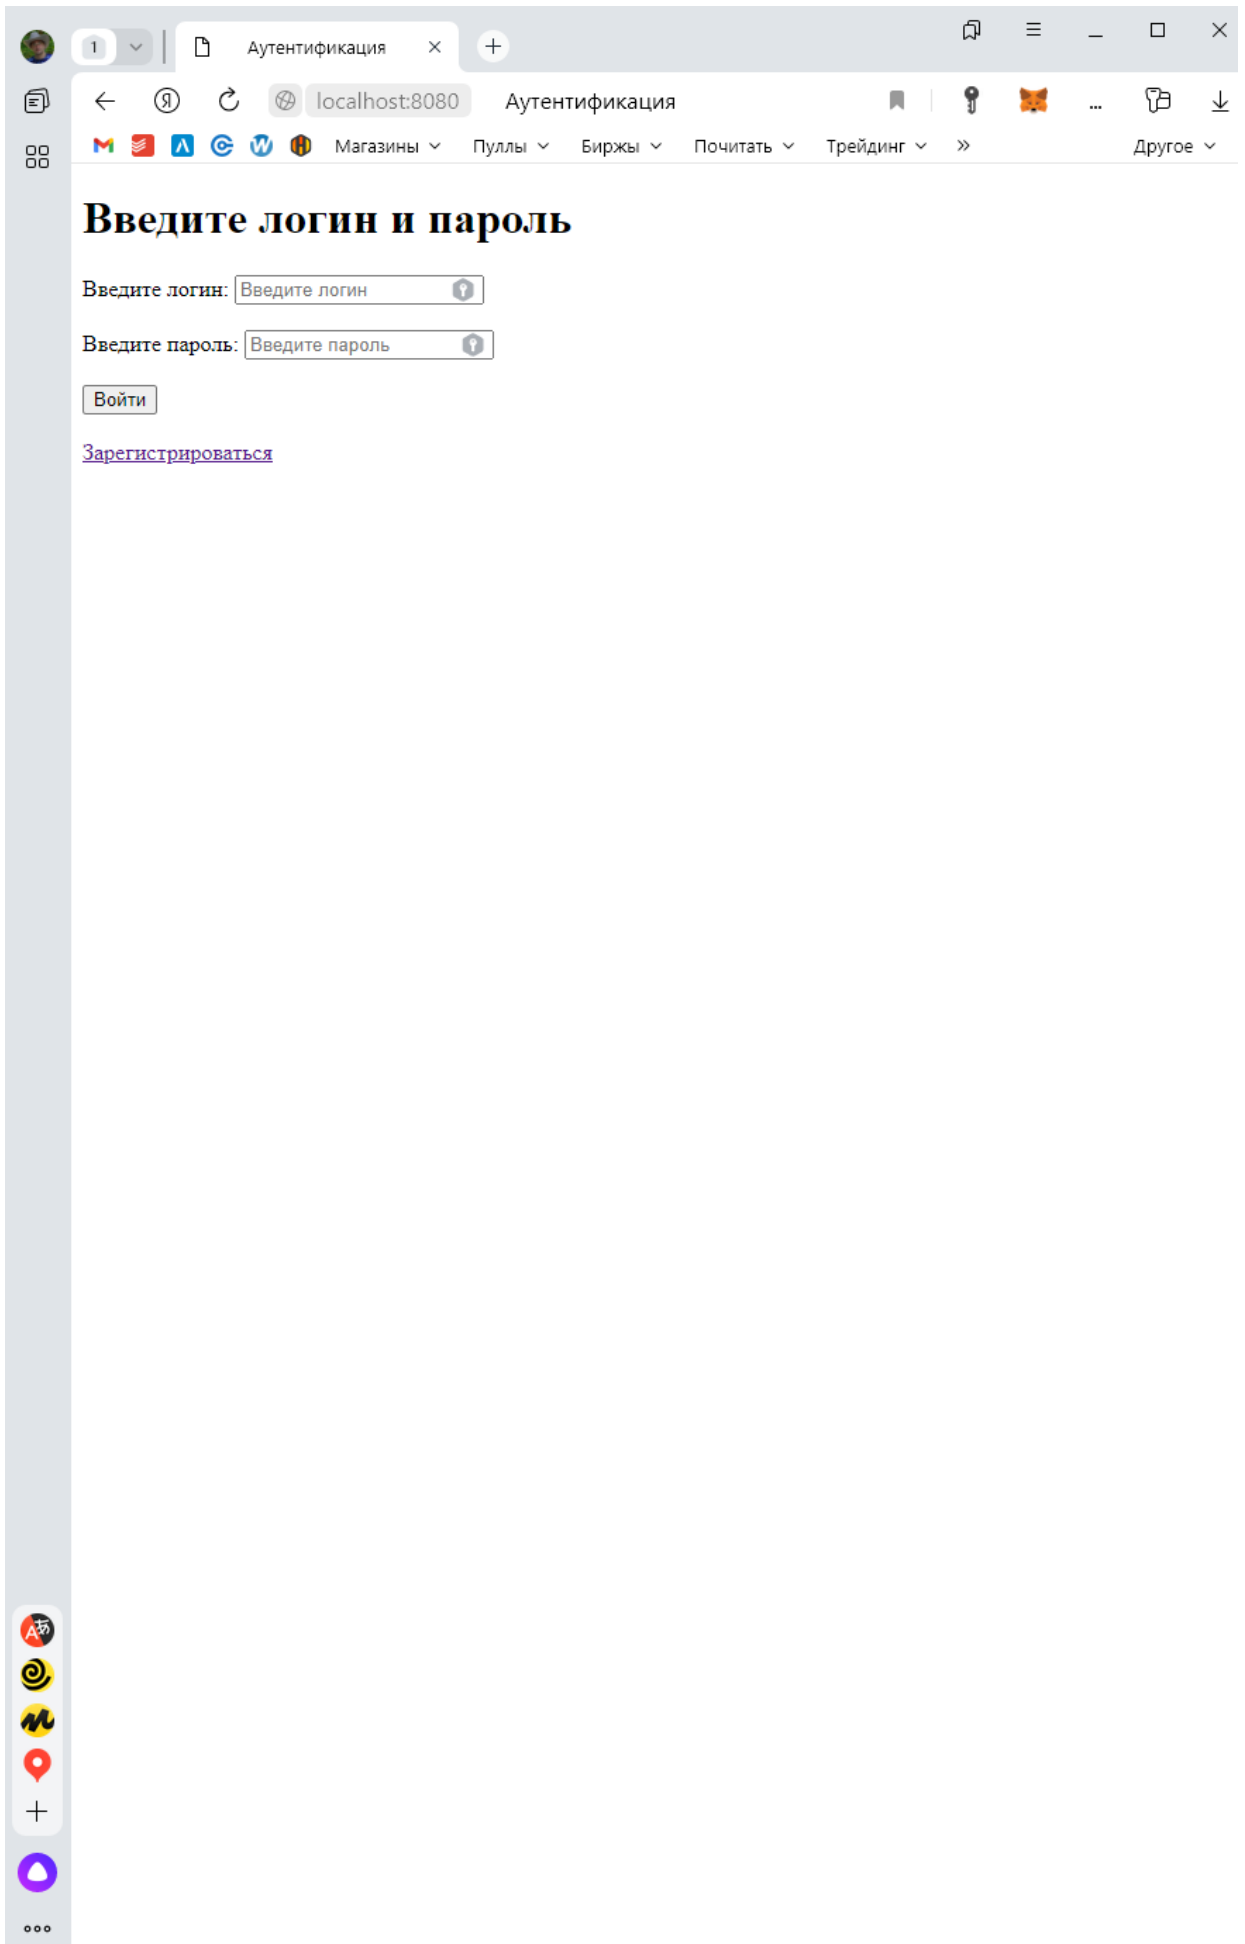 1
Аутентификация
Я
localhost:8080
Аутентификация
Магазины
Пуллы
Биржы
Почитать
Трейдинг
Другое
Введите логин и пароль
Введите логин: Введите логин
Введите пароль: Введите пароль
Войти
Зарегистрироваться